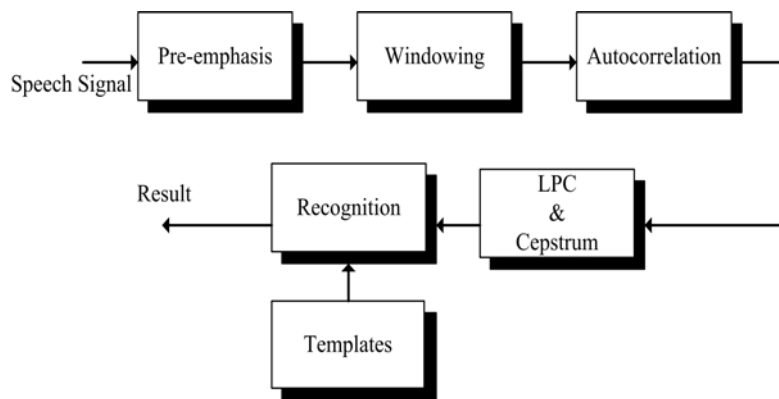 Pre-emphasis
Windowing
Autocorrelation
Speech Signal
Result
Recognition
LPC
&
Cepstrum
Templates